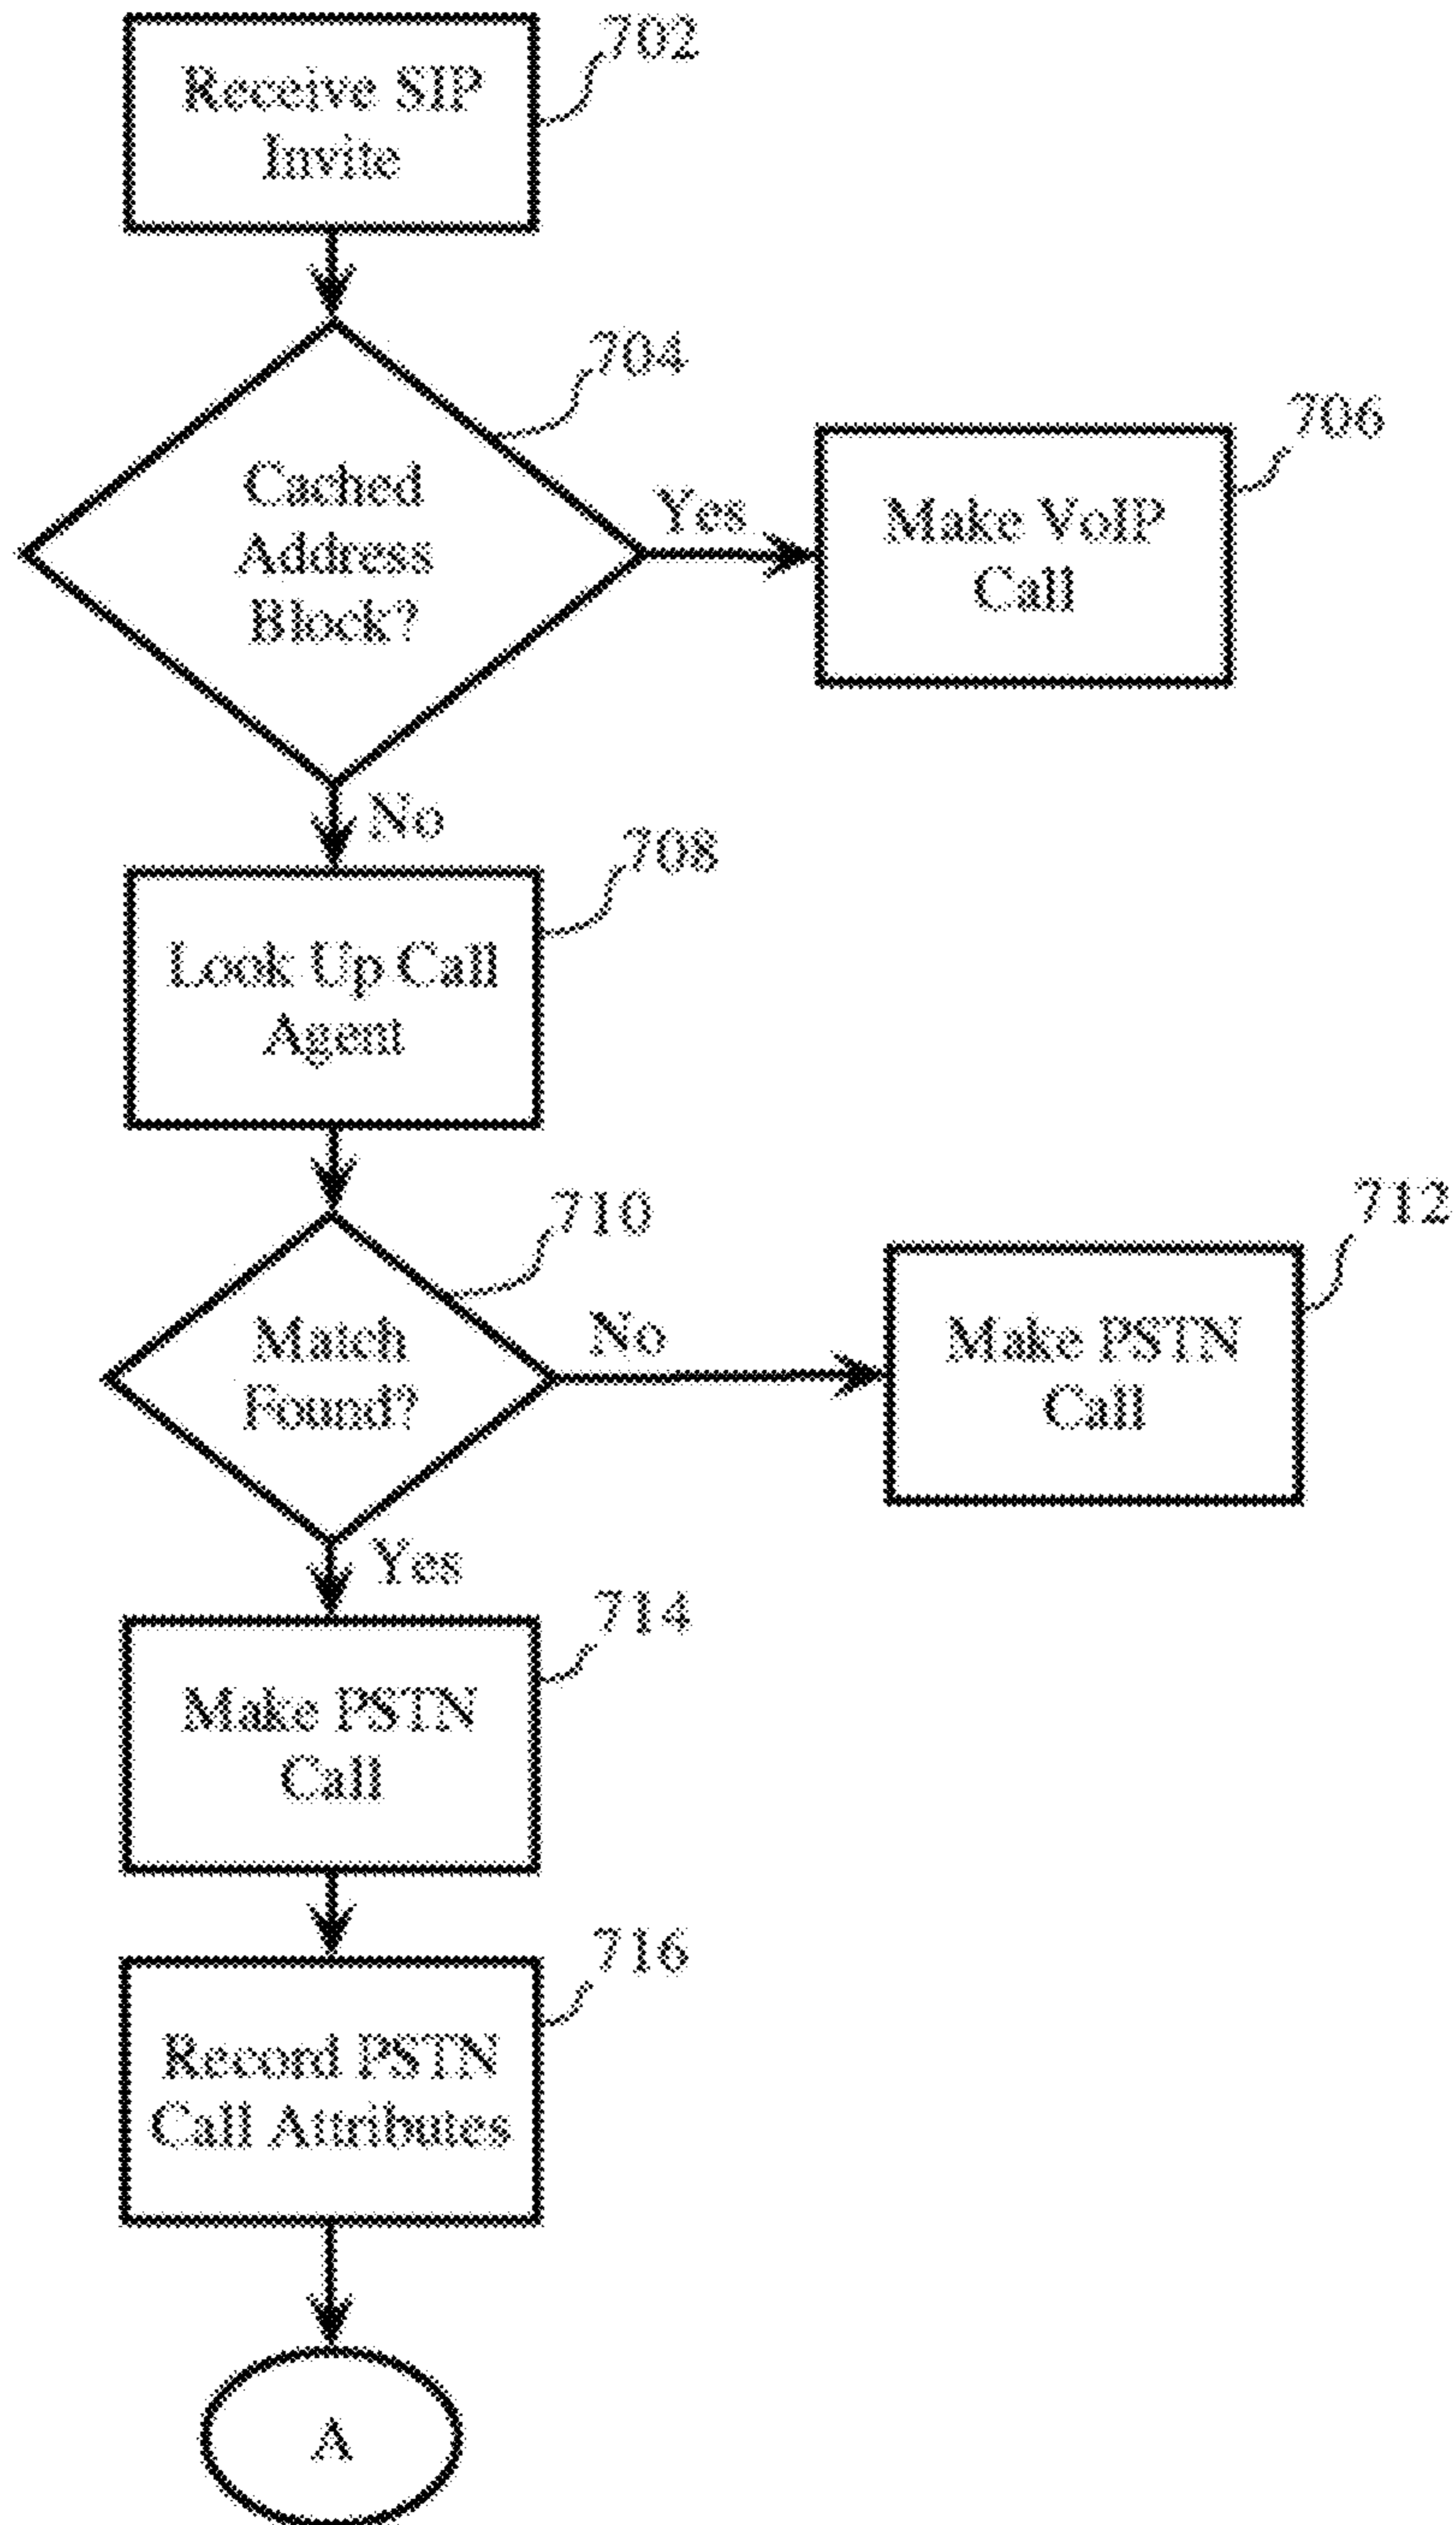 702
Receive SIP
Invite
704
Cached
Address
Block?
Yes
706
Make VoIP
Call
No
708
Look Up Call
Agent
710
Match
Found?
No
712
Make PSTN
Call
Yes
714
Make PSTN
Call
716
Record PSTN
Call Attributes
A